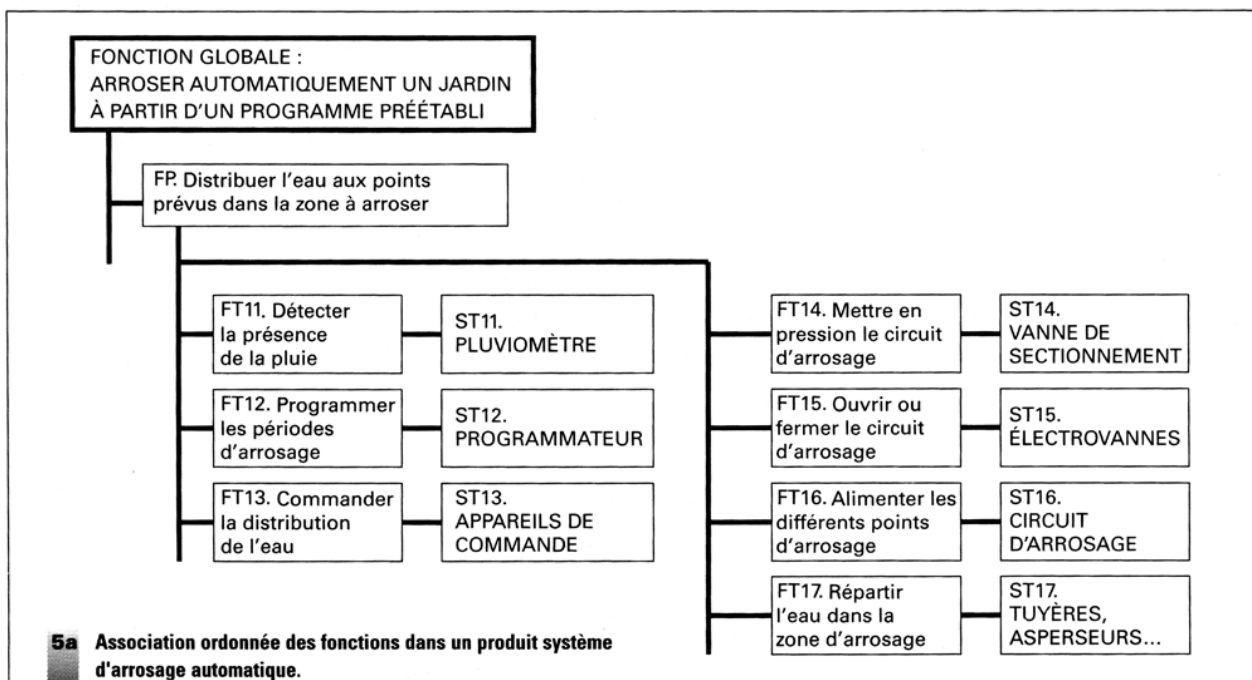 FONCTION GLOBALE :
ARROSER AUTOMATIQUEMENT UN JARDIN
À PARTIR D'UN PROGRAMME PRÉÉTABLI
FP. Distribuer l'eau aux points
prévus dans la zone à arroser
FT11. Détecter
la présence
de la pluie
ST11.
PLUVIOMÈTRE
FT12. Programmer
les périodes
d'arrosage
ST12.
PROGRAMMATEUR
FT13. Commander
la distribution
de l'eau
ST13.
APPAREILS DE
COMMANDE
FT14. Mettre en
pression le circuit
d'arrosage
ST14.
VANNE DE
SECTIONNEMENT
FT15. Ouvrir ou
fermer le circuit
d'arrosage
ST15.
ÉLECTROVANNES
FT16. Alimenter les
différents points
d'arrosage
ST16.
CIRCUIT
D'ARROSAGE
FT17. Répartir
l'eau dans la
zone d'arrosage
ST17.
TUYÈRES,
ASPERSEURS...
5a Association ordonnée des fonctions dans un produit système
d'arrosage automatique.